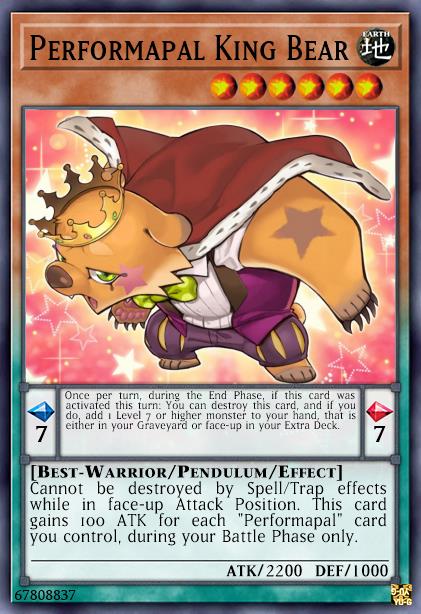 PERFORMAPAL KING BEAR
EARTH
地
Once per turn, during the End Phase, if this card was
activated this turn: You can destroy this card, and if you
do, add 1 Level 7 or higher monster to your hand, that is
either in your Graveyard or face-up in your Extra Deck.
7
7
[BEST-WARRIOR/PENDULUM/EFFECT]
Cannot be destroyed by Spell/Trap effects
while in face-up Attack Position. This card
gains 100 ATK for each "Performapal" card
you control, during your Battle Phase only.
ATK/2200 DEF/1000
67808837